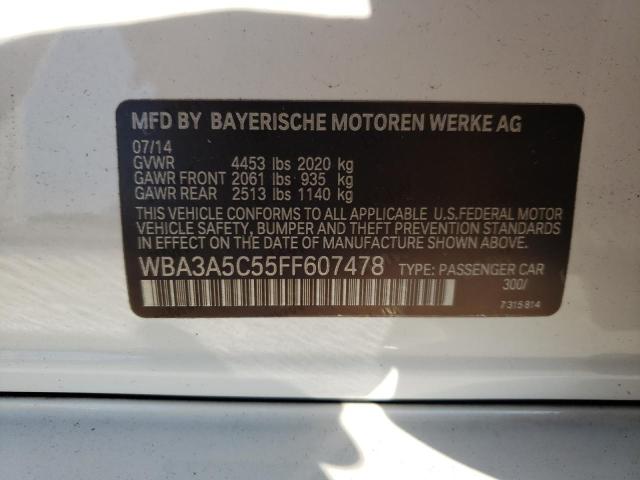 MFD BY BAYERISCHE MOTOREN WERKE AG
07/14
GVWR 4453 lbs 2020 kg
GAWR FRONT 2061 lbs 935 kg
GAWR REAR 2513 lbs 1140 kg
THIS VEHICLE CONFORMS TO ALL APPLICABLE U.S.FEDERAL MOTOR
VEHICLE SAFETY, BUMPER AND THEFT PREVENTION STANDARDS
IN EFFECT ON THE DATE OF MANUFACTURE SHOWN ABOVE.
WBA3A5C55FF607478 TYPE: PASSENGER CAR
300/
7315814